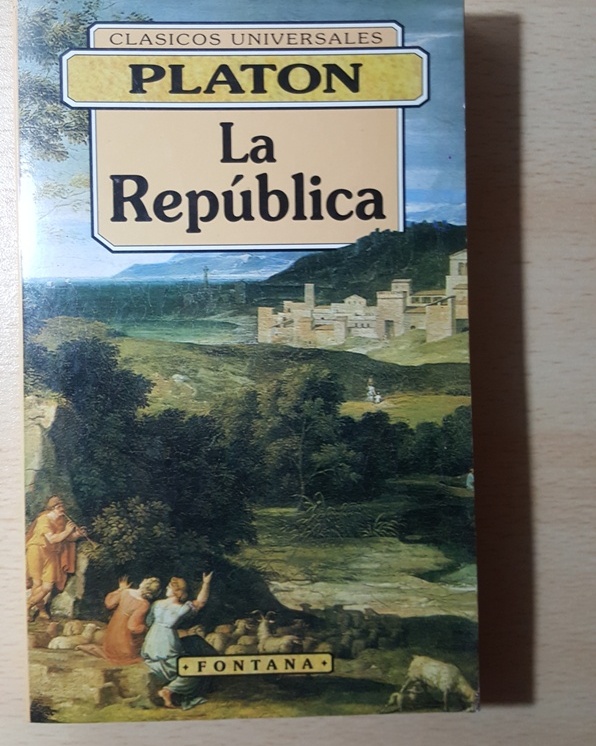 CLASICOS UNIVERSALES
PLATON
La
República
FONTANA